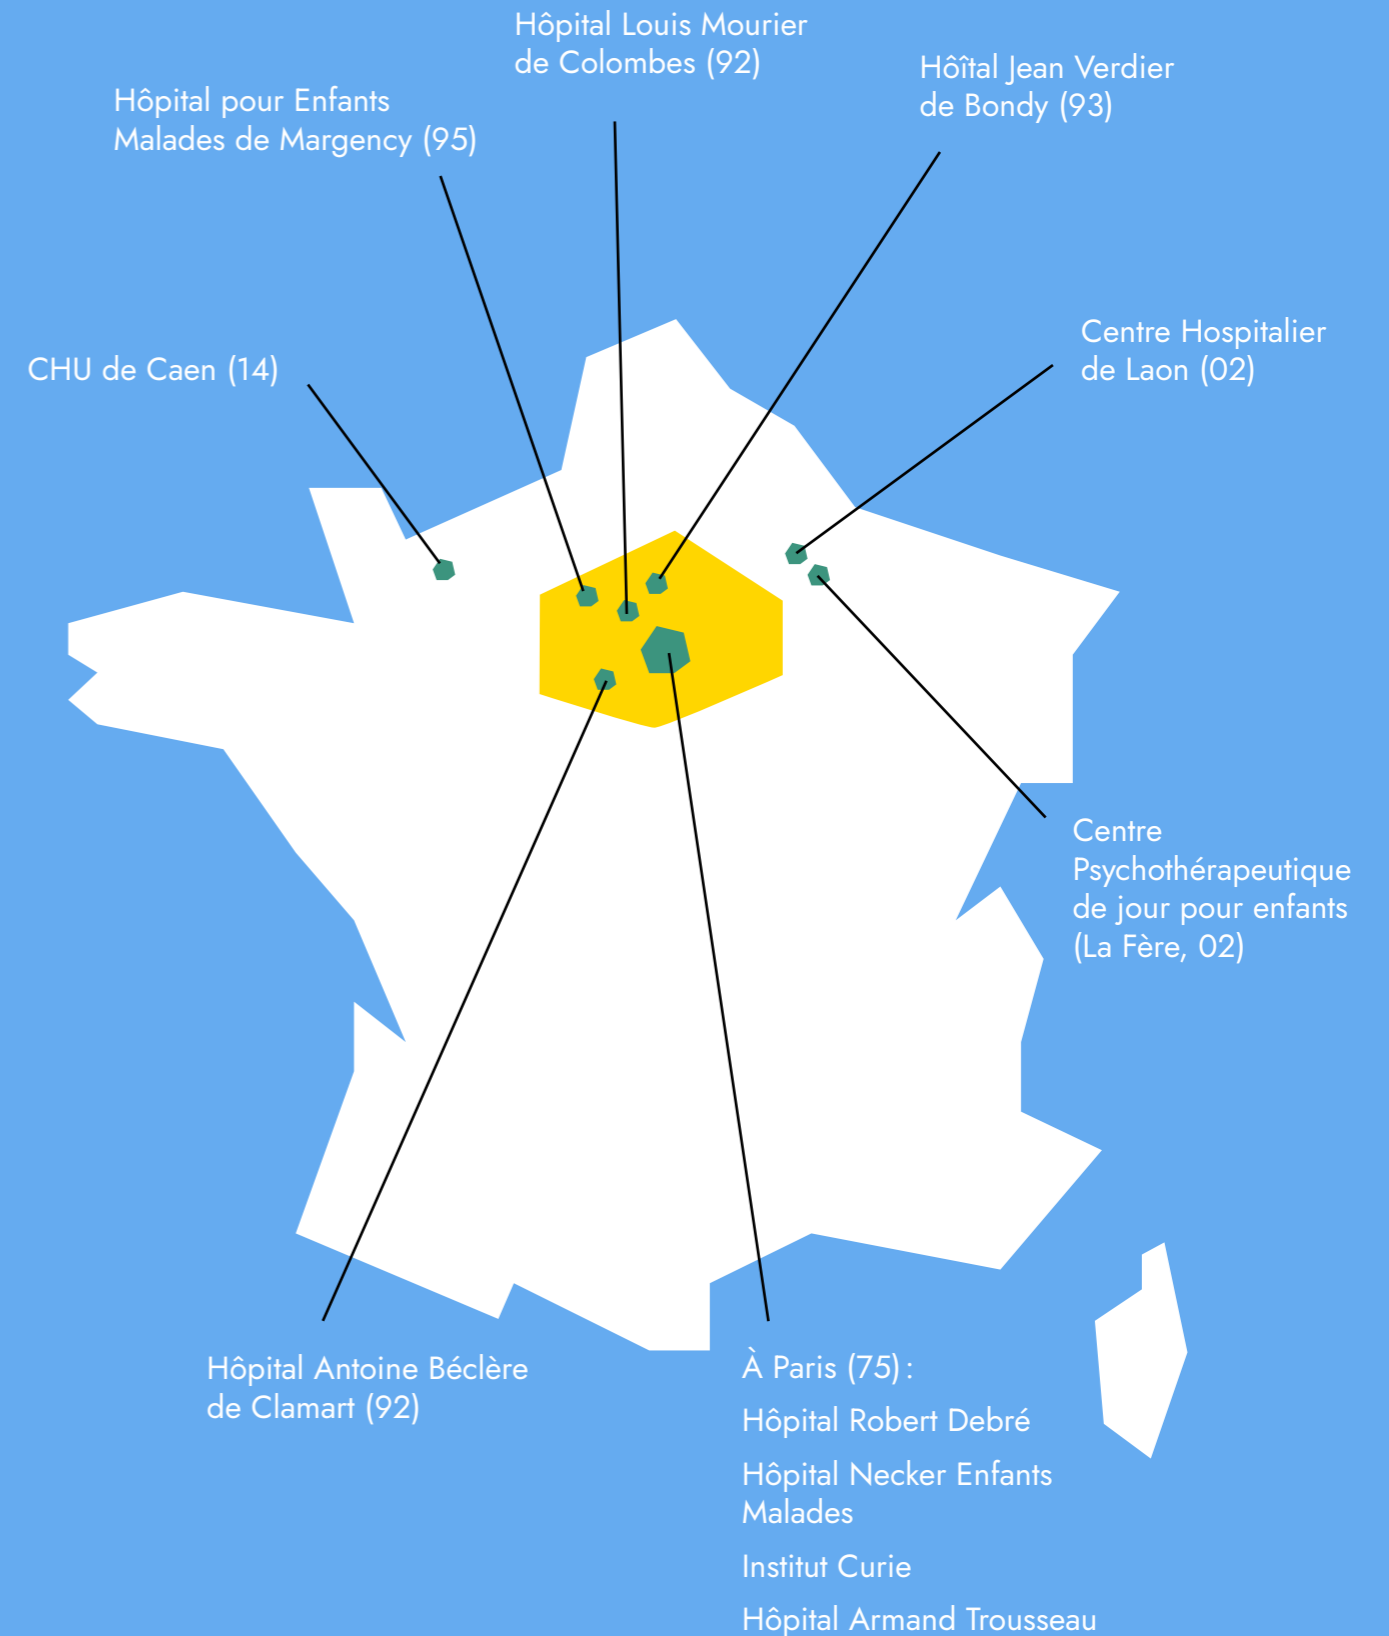 Hôpital Louis Mourier
de Colombes (92)
Hôîtal Jean Verdier
de Bondy (93)
Hôpital pour Enfants
Malades de Margency (95)
CHU de Caen (14)
Centre Hospitalier
de Laon (02)
Centre
Psychothérapeutique
de jour pour enfants
(La Fère, 02)
Hôpital Antoine Béclère
de Clamart (92)
À Paris (75) :
Hôpital Robert Debré
Hôpital Necker Enfants
Malades
Institut Curie
Hôpital Armand Trousseau